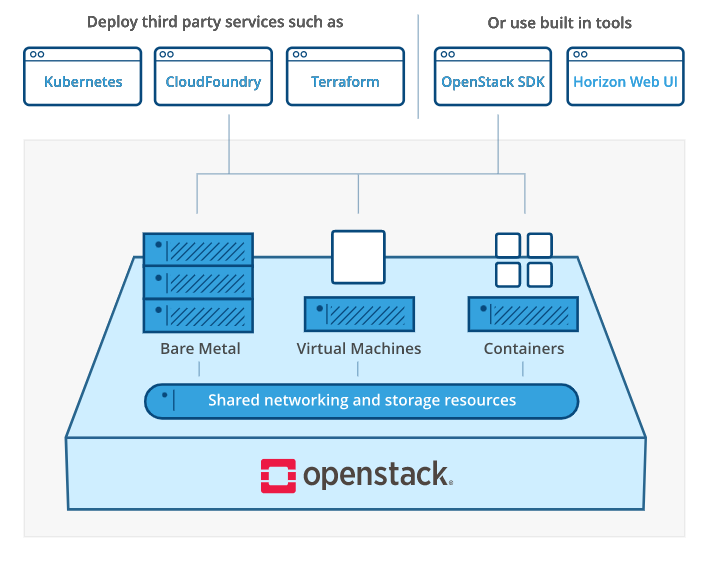 Deploy third party services such as
Or use built in tools
Kubernetes
CloudFoundry
Terraform
OpenStack SDK
Horizon Web UI
Bare Metal
Virtual Machines
Containers
Shared networking and storage resources
openstack®